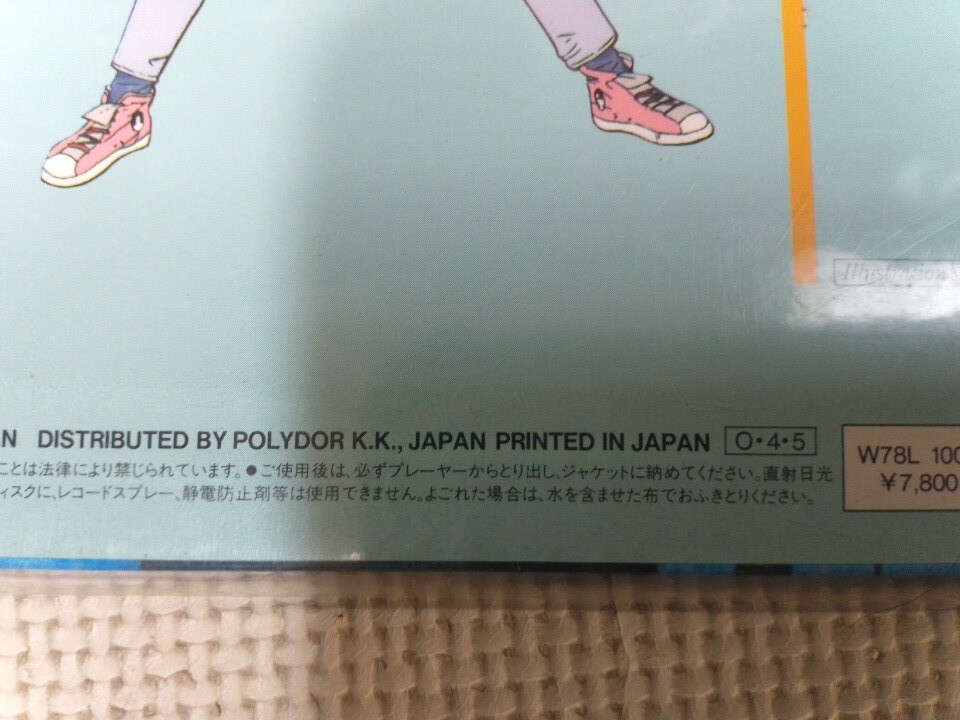 Illustration
N DISTRIBUTED BY POLYDOR K.K., JAPAN PRINTED IN JAPAN O・4・5
ことは法律により禁じられています。●ご使用後は、必ずプレーヤーからとり出し、ジャケットに納めてください。直射日光
ィスクに、レコードスプレー、静電防止剤等は使用できません。よごれた場合は、水を含ませた布でおふきとりください。
W78L 100
¥7,800